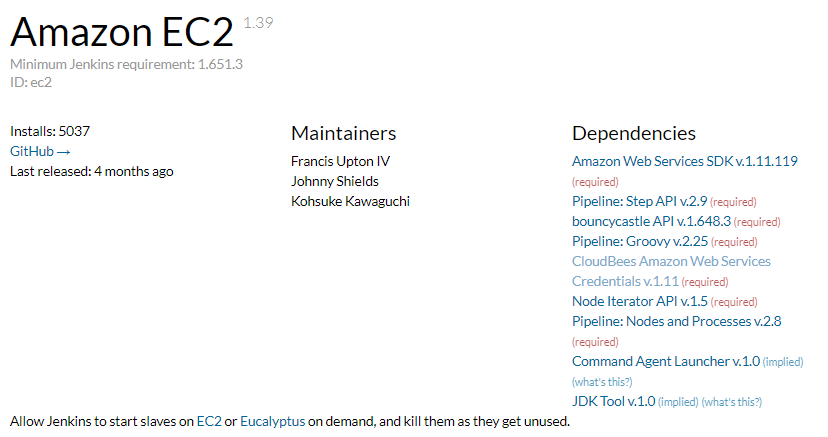 Amazon EC2 1.39
Minimum Jenkins requirement: 1.651.3
ID: ec2
Installs: 5037
GitHub →
Last released: 4 months ago
Maintainers
Francis Upton IV
Johnny Shields
Kohsuke Kawaguchi
Dependencies
Amazon Web Services SDK v.1.11.119
(required)
Pipeline: Step API v.2.9 (required)
bouncycastle API v.1.648.3 (required)
Pipeline: Groovy v.2.25 (required)
CloudBees Amazon Web Services
Credentials v.1.11 (required)
Node Iterator API v.1.5 (required)
Pipeline: Nodes and Processes v.2.8
(required)
Command Agent Launcher v.1.0 (implied)
(what's this?)
JDK Tool v.1.0 (implied) (what's this?)
Allow Jenkins to start slaves on EC2 or Eucalyptus on demand, and kill them as they get unused.